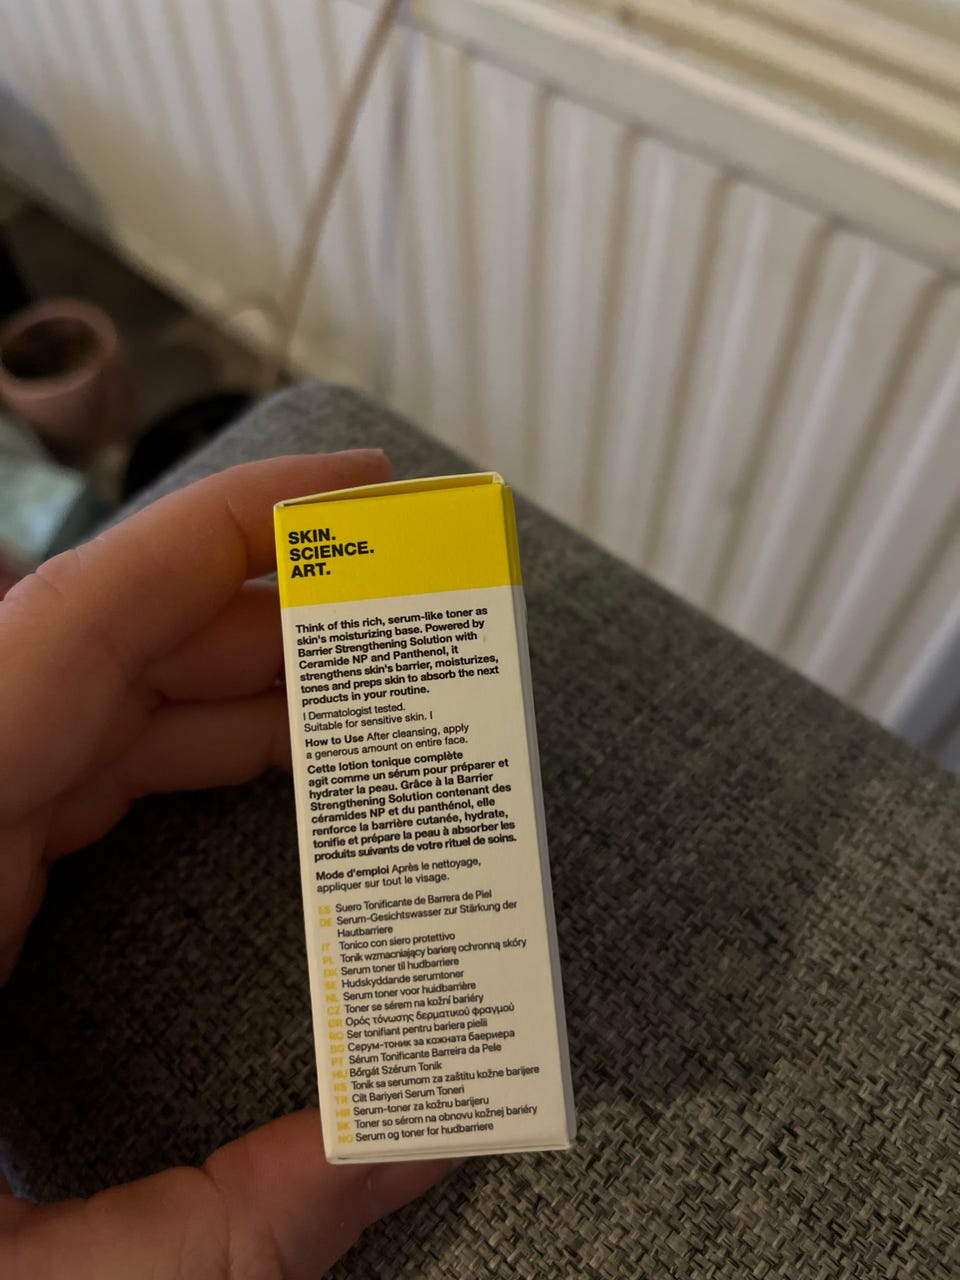 SKIN.
SCIENCE.
ART.
Think of this rich, serum-like toner as
skin's moisturizing base. Powered by
Barrier Strengthening Solution with
Ceramide NP and Panthenol, it
strengthens skin's barrier, moisturizes,
tones and preps skin to absorb the next
products in your routine.
| Dermatologist tested.
Suitable for sensitive skin. |
How to Use After cleansing, apply
a generous amount on entire face.
Cette lotion tonique complète
agit comme un sérum pour préparer et
hydrater la peau. Grâce à la Barrier
Strengthening Solution contenant des
céramides NP et du panthénol, elle
renforce la barrière cutanée, hydrate,
tonifie et prépare la peau à absorber les
produits suivants de votre rituel de soins.
Mode d'emploi Après le nettoyage,
appliquer sur tout le visage.
ES Suero Tonificante de Barrera de Piel
DE Serum-Gesichtswasser zur Stärkung der
Hautbarriere
IT Tonico con siero protettivo
PL Tonik wzmacniający barierę ochronną skóry
DK Serum toner til hudbarriere
SE Hudskyddande serumtoner
NL Serum toner voor huidbarrière
CZ Toner se sérem na kožní bariéry
GR Ορός τόνωσης δερματικού φραγμού
RO Ser tonifiant pentru bariera pielii
BG Серум-тоник за кожната баериера
PT Sérum Tonificante Barreira da Pele
HU Bőrgát Szérum Tonik
RS Tonik sa serumom za zaštitu kožne barijere
TR Cilt Bariyeri Serum Toneri
HR Serum-toner za kožnu barijeru
SK Toner so sérom na obnovu kožnej bariéry
NO Serum og toner for hudbarriere